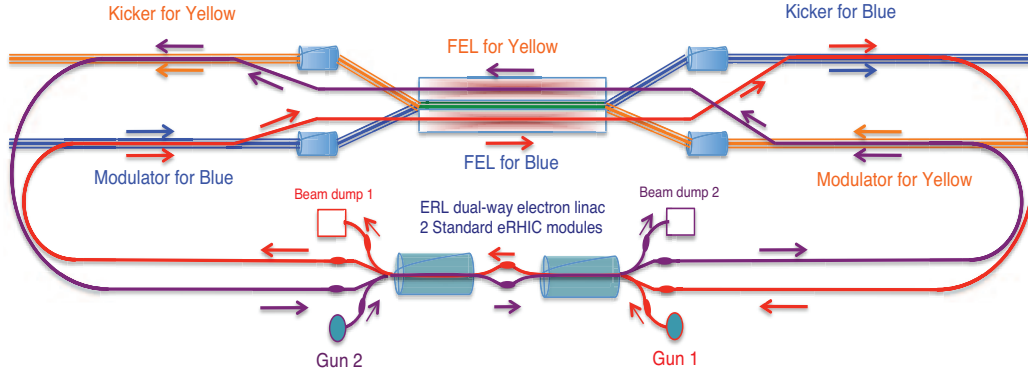 Kicker for Yellow
Kicker for Blue
FEL for Yellow
Modulator for Blue
FEL for Blue
Modulator for Yellow
Beam dump 1
ERL dual-way electron linac
2 Standard eRHIC modules
Beam dump 2
Gun 2
Gun 1